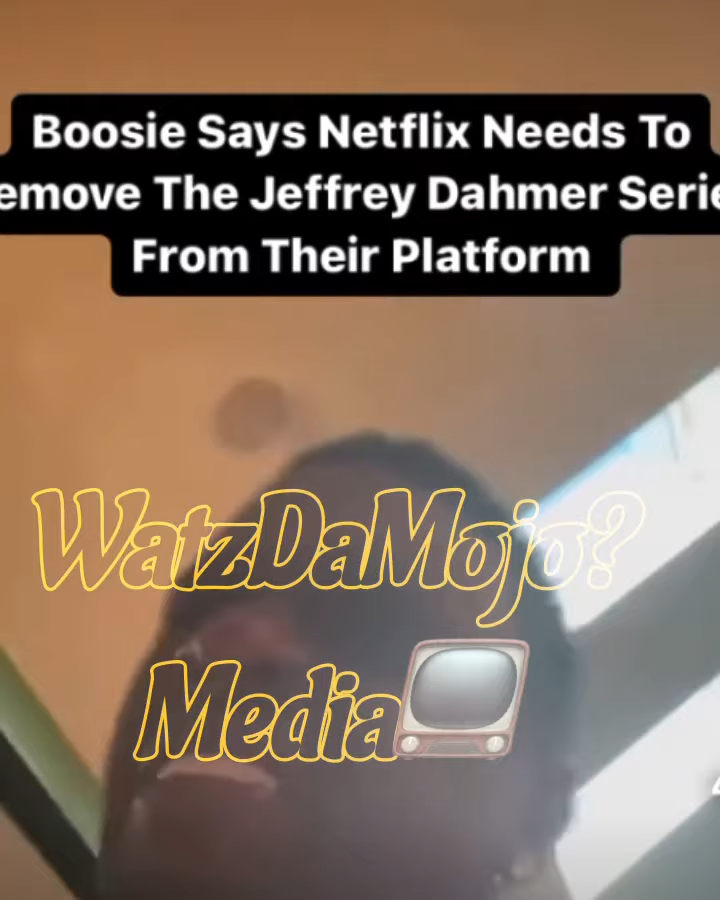 Boosie Says Netflix Needs To
emove The Jeffrey Dahmer Serie
From Their Platform
WatzDaMojo?
Media